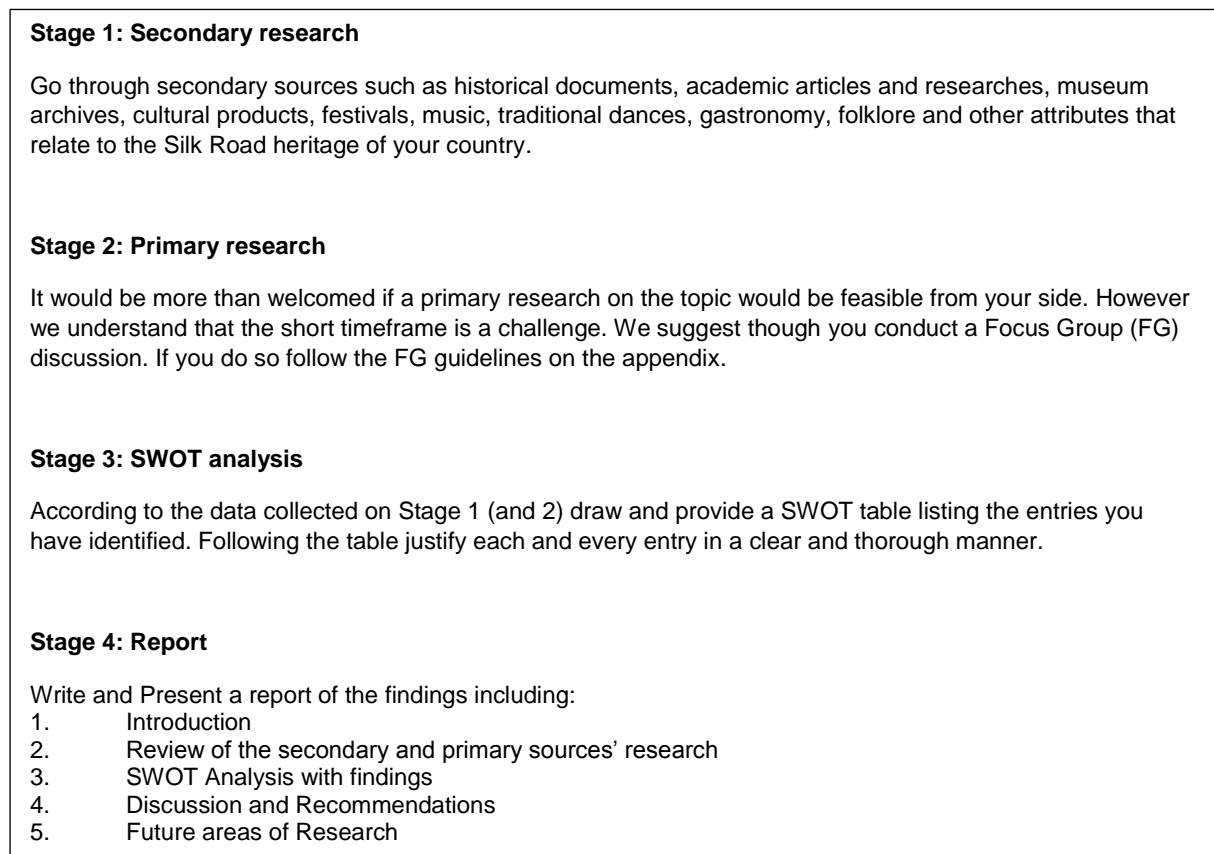 Stage 1: Secondary research
Go through secondary sources such as historical documents, academic articles and researches, museum
archives, cultural products, festivals, music, traditional dances, gastronomy, folklore and other attributes that
relate to the Silk Road heritage of your country.
Stage 2: Primary research
It would be more than welcomed if a primary research on the topic would be feasible from your side. However
we understand that the short timeframe is a challenge. We suggest though you conduct a Focus Group (FG)
discussion. If you do so follow the FG guidelines on the appendix.
Stage 3: SWOT analysis
According to the data collected on Stage 1 (and 2) draw and provide a SWOT table listing the entries you
have identified. Following the table justify each and every entry in a clear and thorough manner.
Stage 4: Report
Write and Present a report of the findings including:
1. Introduction
2. Review of the secondary and primary sources’ research
3. SWOT Analysis with findings
4. Discussion and Recommendations
5. Future areas of Research